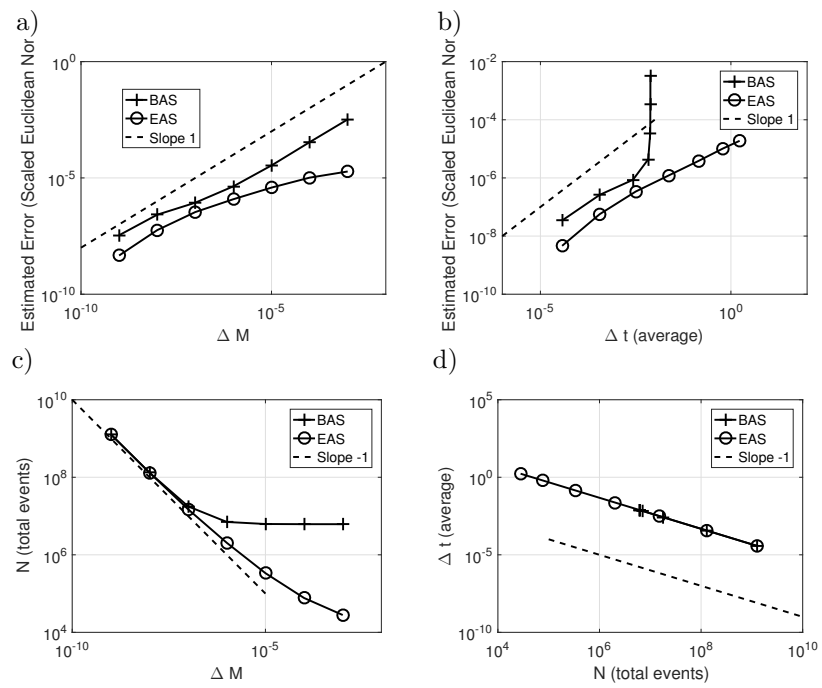 a)
Estimated Error (Scaled Euclidean Nor
10^0
10^-5
10^-10
BAS
EAS
Slope 1
10^-10
10^-5
Δ M
b)
Estimated Error (Scaled Euclidean Nor
10^-2
10^-4
10^-6
10^-8
10^-10
BAS
EAS
Slope 1
10^-5
10^0
Δ t (average)
c)
N (total events)
10^10
10^8
10^6
10^4
BAS
EAS
Slope -1
10^-10
10^-5
Δ M
d)
Δ t (average)
10^5
10^0
10^-5
10^-10
BAS
EAS
Slope -1
10^4
10^6
10^8
10^10
N (total events)